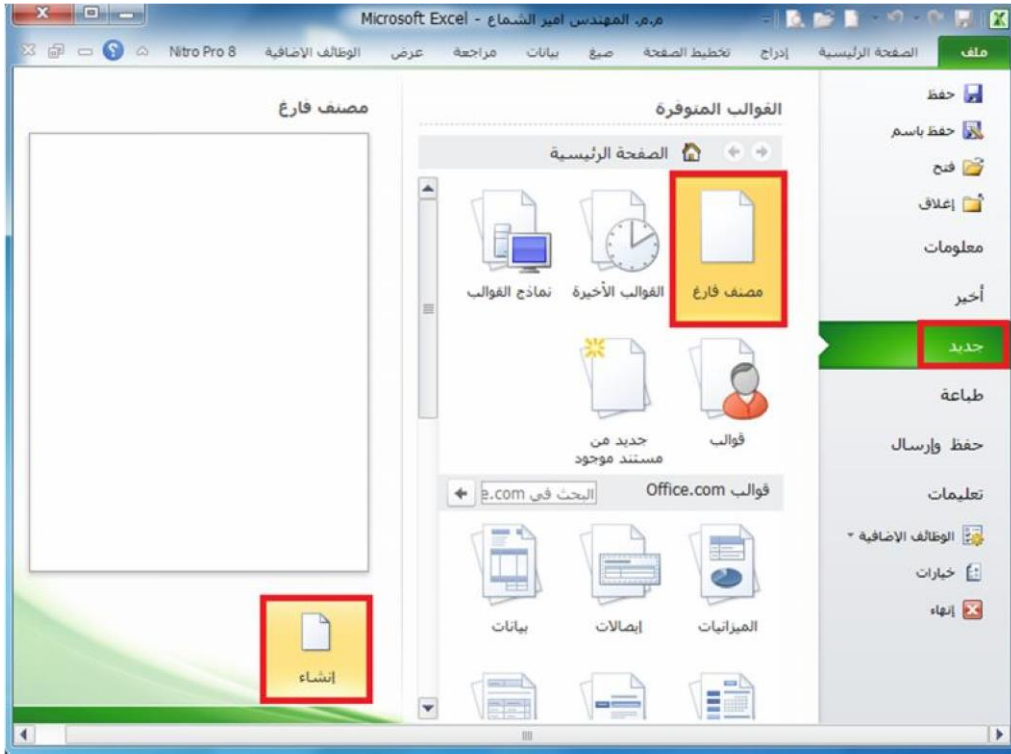 م.م. المهندس امير الشماع - Microsoft Excel
ملف الصفحة الرئيسية إدراج تخطيط الصفحة صيغ بيانات مراجعة عرض الوظائف الإضافية Nitro Pro 8
حفظ
حفظ باسم
فتح
إغلاق
معلومات
أخير
جديد
طباعة
حفظ وإرسال
تعليمات
الوظائف الإضافية
خيارات
إنهاء
القوالب المتوفرة
الصفحة الرئيسية
مصنف فارغ
القوالب الأخيرة
نماذج القوالب
قوالب
جديد من
مستند موجود
قوالب Office.com
البحث في e.com
الميزانيات
إيصالات
بيانات
مصنف فارغ
إنشاء